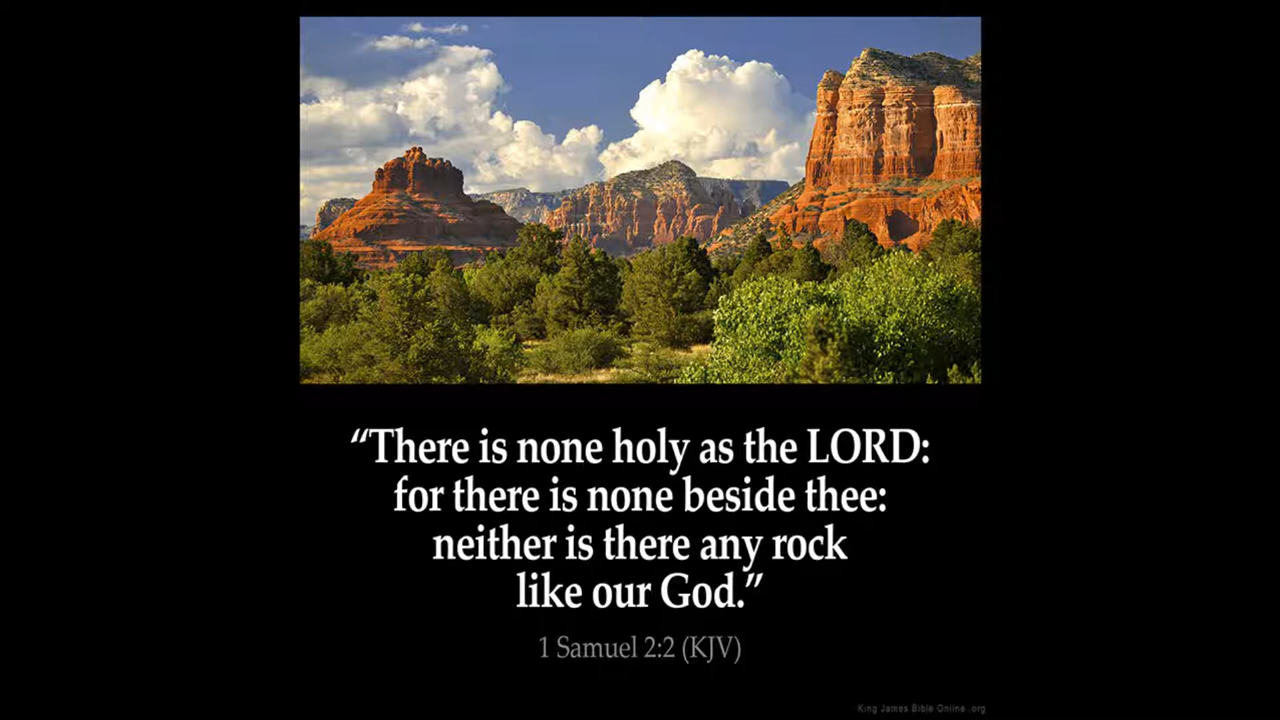 “There is none holy as the LORD:
for there is none beside thee:
neither is there any rock
like our God.”
1 Samuel 2:2 (KJV)
King James Bible Online .org